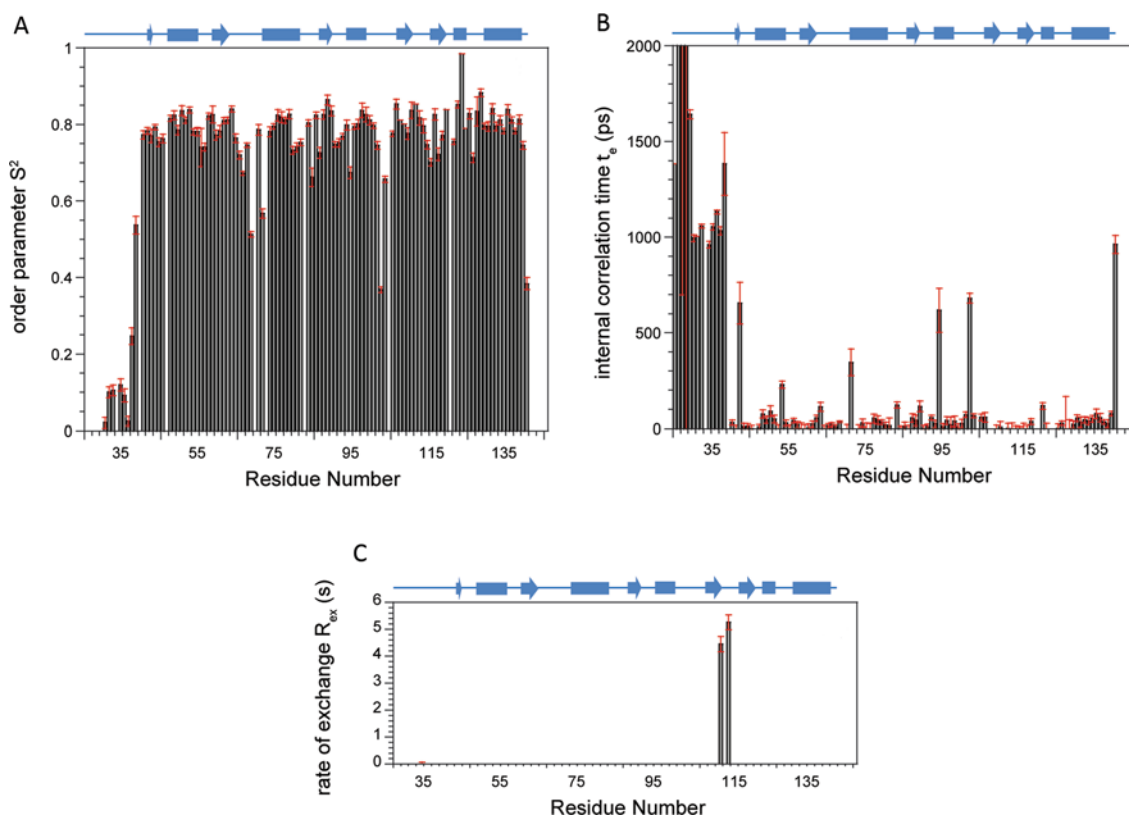 A
1
0.8
0.6
0.4
0.2
0
order parameter S²
35 55 75 95 115 135
Residue Number
B
2000
1500
1000
500
0
internal correlation time t_e (ps)
35 55 75 95 115 135
Residue Number
C
6
5
4
3
2
1
0
rate of exchange R_ex (s)
35 55 75 95 115 135
Residue Number